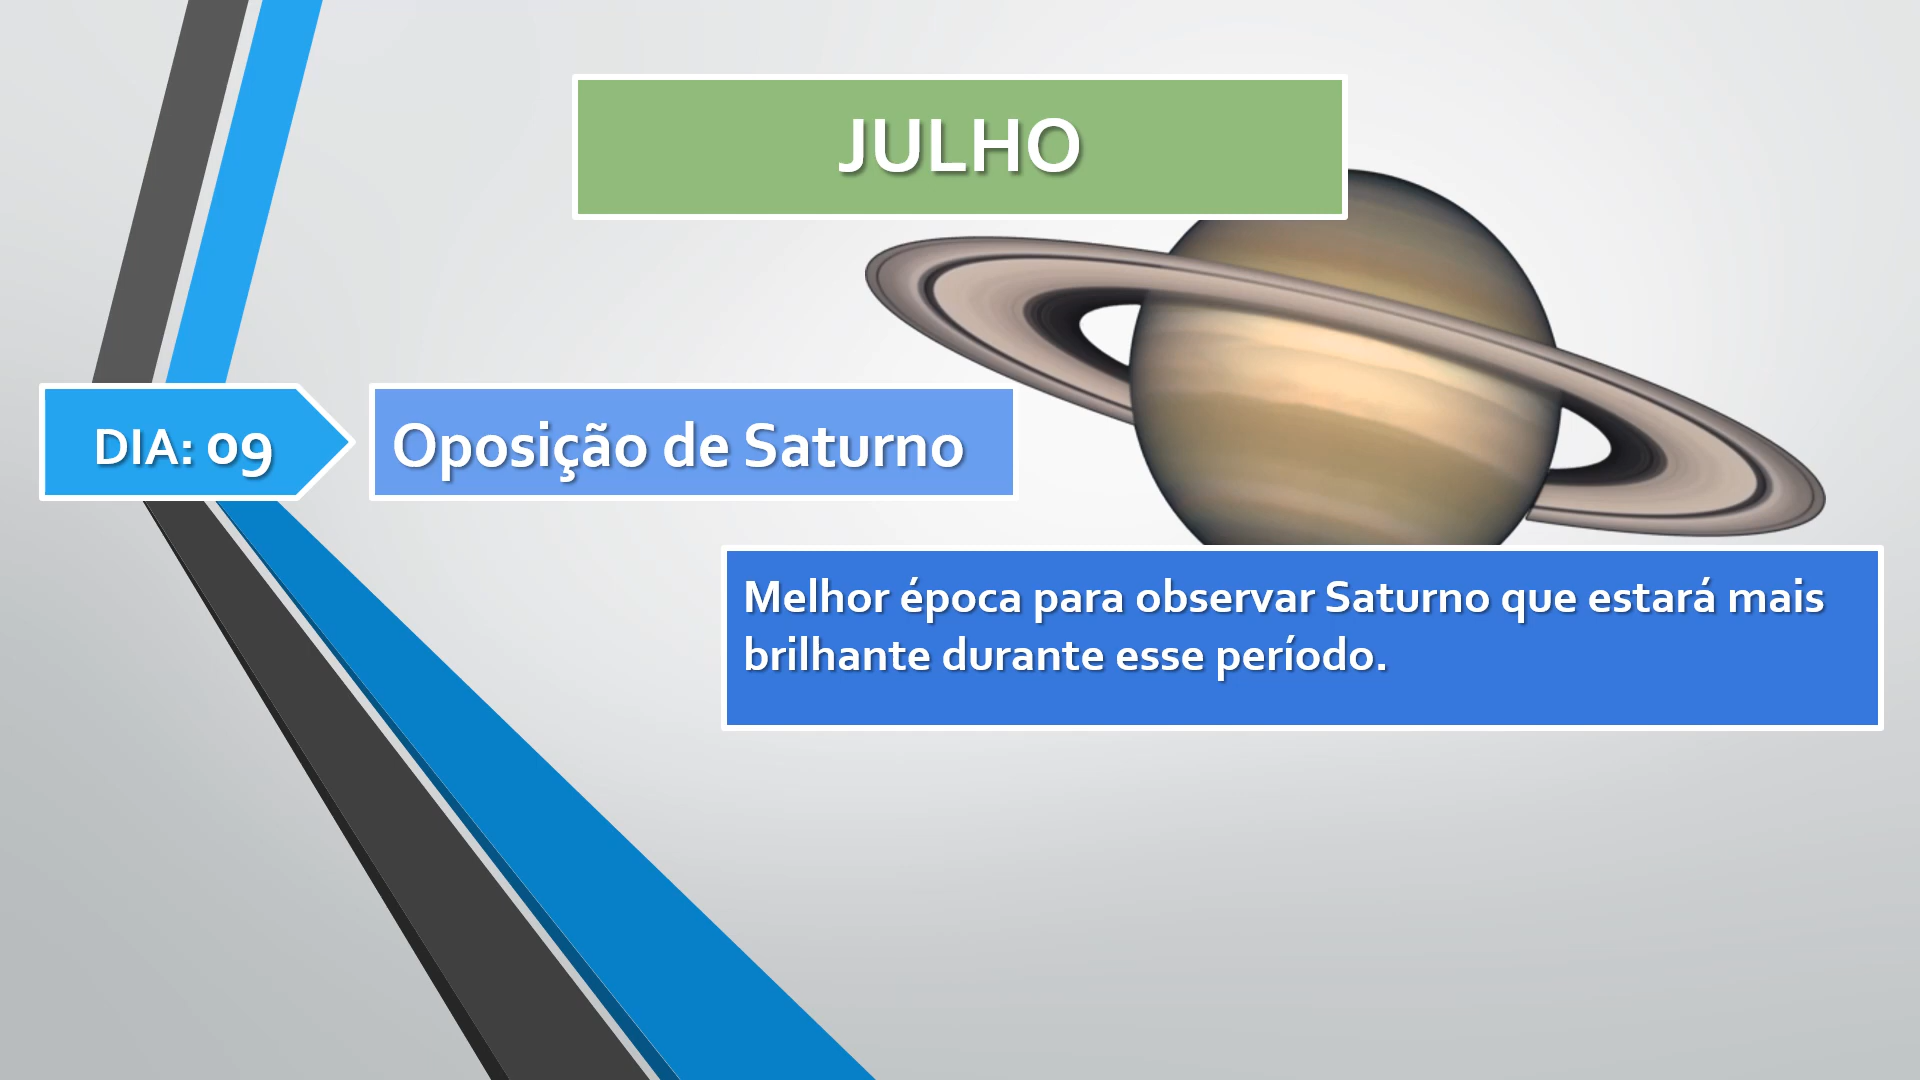 JULHO
DIA: 09
Oposição de Saturno
Melhor época para observar Saturno que estará mais
brilhante durante esse período.